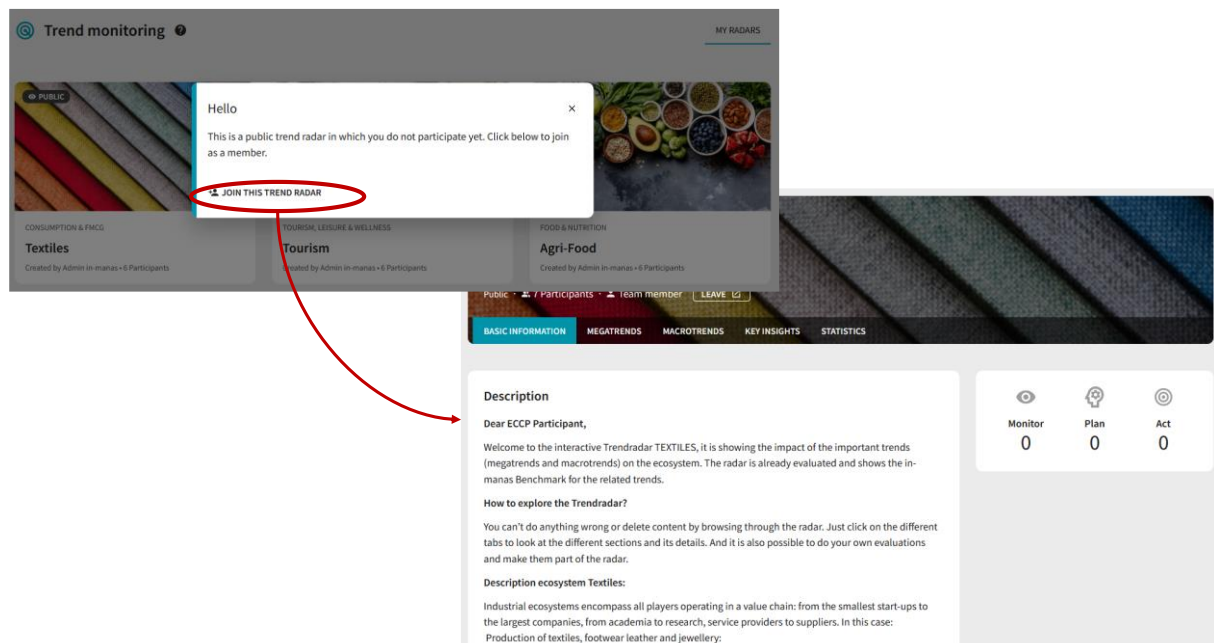 Trend monitoring ?
MY RADARS
PUBLIC
Hello
×
This is a public trend radar in which you do not participate yet. Click below to join
as a member.
JOIN THIS TREND RADAR
CONSUMPTION & FMCG
Textiles
Created by Admin in-manas • 6 Participants
TOURISM, LEISURE & WELLNESS
Tourism
Created by Admin in-manas • 6 Participants
FOOD & NUTRITION
Agri-Food
Created by Admin in-manas • 6 Participants
Public · 7 Participants · Team member LEAVE
BASIC INFORMATION MEGATRENDS MACROTRENDS KEY INSIGHTS STATISTICS
Description
Dear ECCP Participant,
Welcome to the interactive Trendradar TEXTILES, it is showing the impact of the important trends
(megatrends and macrotrends) on the ecosystem. The radar is already evaluated and shows the in-
manas Benchmark for the related trends.
How to explore the Trendradar?
You can't do anything wrong or delete content by browsing through the radar. Just click on the different
tabs to look at the different sections and its details. And it is also possible to do your own evaluations
and make them part of the radar.
Description ecosystem Textiles:
Industrial ecosystems encompass all players operating in a value chain: from the smallest start-ups to
the largest companies, from academia to research, service providers to suppliers. In this case:
Production of textiles, footwear leather and jewellery:
Monitor Plan Act
0 0 0